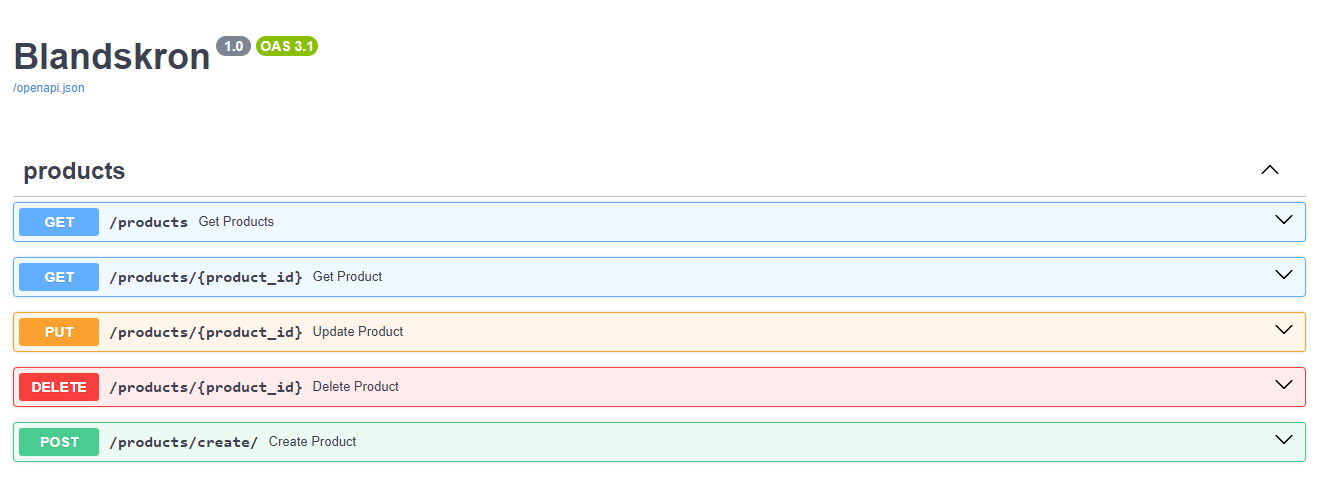 Blandskron 1.0 OAS 3.1
/openapi.json
products
GET /products Get Products
GET /products/{product_id} Get Product
PUT /products/{product_id} Update Product
DELETE /products/{product_id} Delete Product
POST /products/create/ Create Product